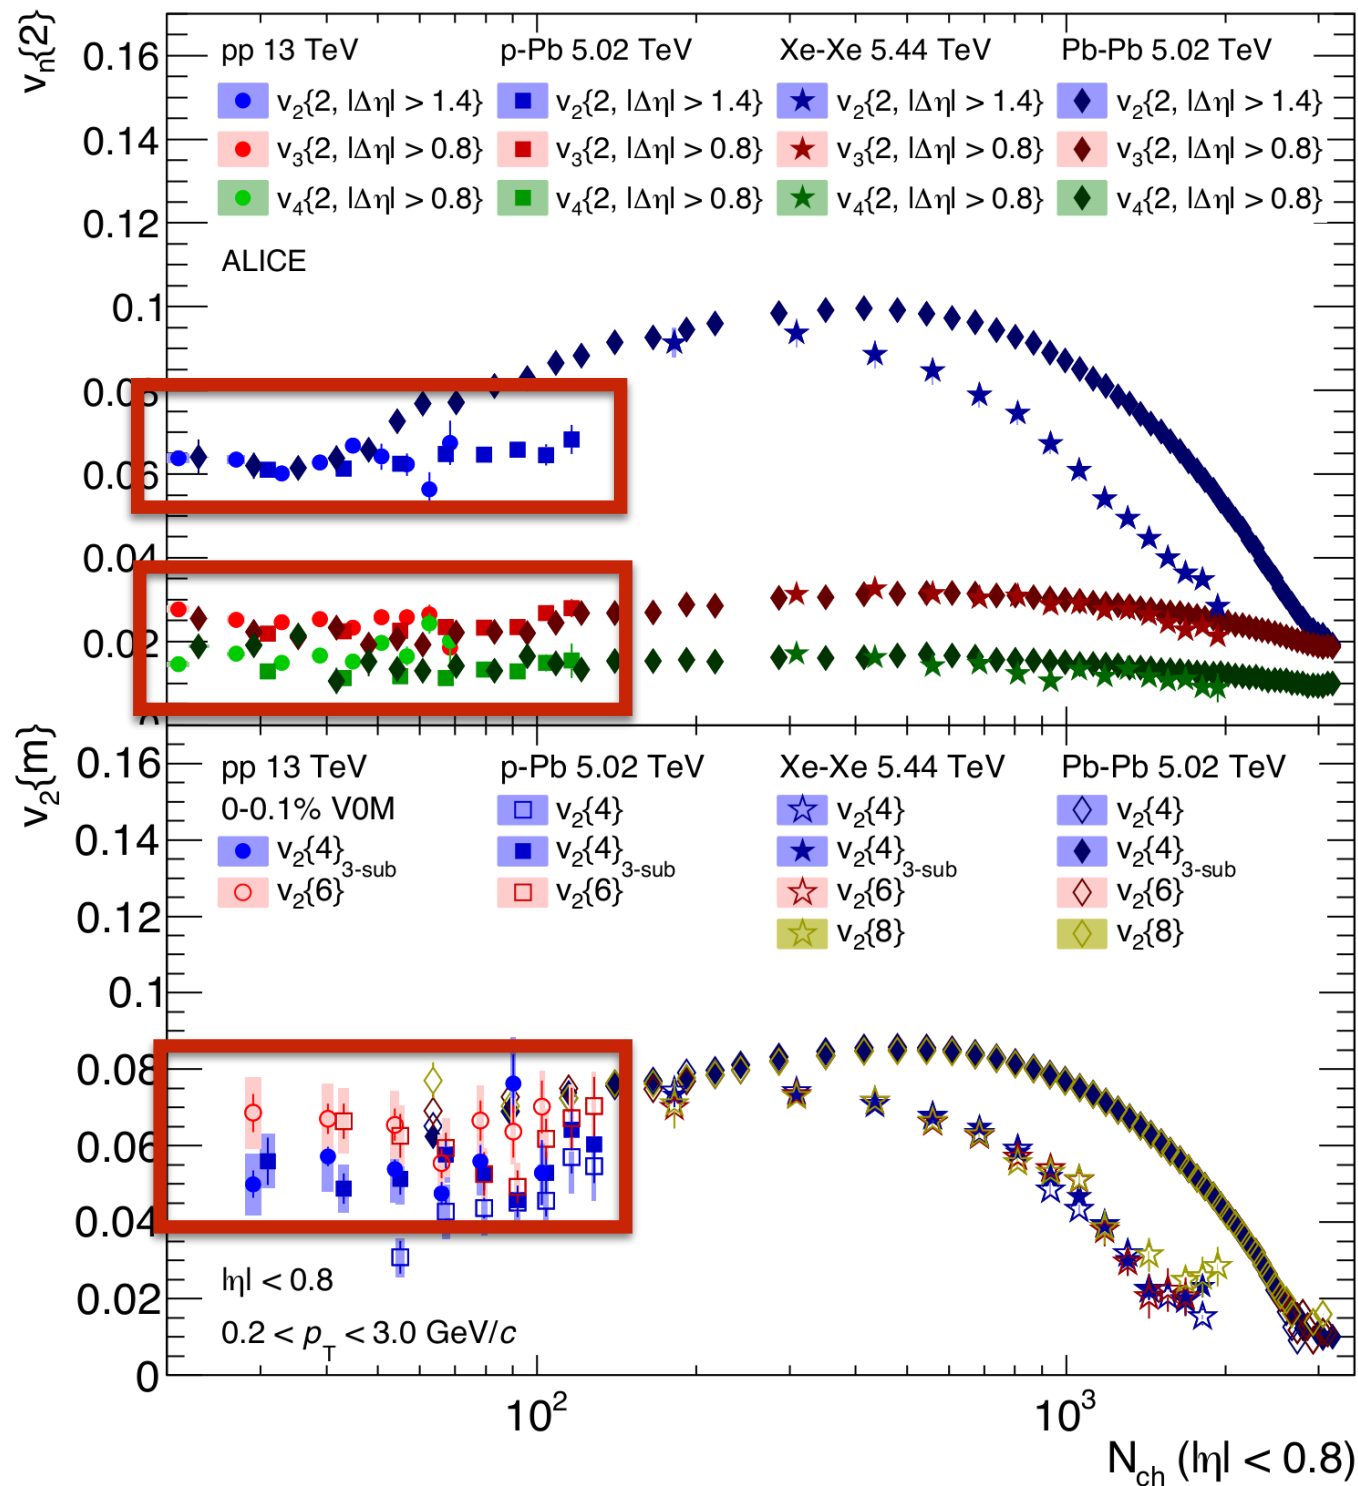 vn{2}
0.16
0.14
0.12
0.1
0.08
0.06
0.04
0.02
0
pp 13 TeV p-Pb 5.02 TeV Xe-Xe 5.44 TeV Pb-Pb 5.02 TeV
v2{2, |Δη| > 1.4} v2{2, |Δη| > 1.4} v2{2, |Δη| > 1.4} v2{2, |Δη| > 1.4}
v3{2, |Δη| > 0.8} v3{2, |Δη| > 0.8} v3{2, |Δη| > 0.8} v3{2, |Δη| > 0.8}
v4{2, |Δη| > 0.8} v4{2, |Δη| > 0.8} v4{2, |Δη| > 0.8} v4{2, |Δη| > 0.8}
ALICE
v2{m}
0.16
0.14
0.12
0.1
0.08
0.06
0.04
0.02
0
pp 13 TeV p-Pb 5.02 TeV Xe-Xe 5.44 TeV Pb-Pb 5.02 TeV
0-0.1% V0M v2{4} v2{4} v2{4}
v2{4}3-sub v2{4}3-sub v2{4}3-sub v2{4}3-sub
v2{6} v2{6} v2{6} v2{6}
v2{8} v2{8}
|η| < 0.8
0.2 < pT < 3.0 GeV/c
10² 10³
Nch (|η| < 0.8)